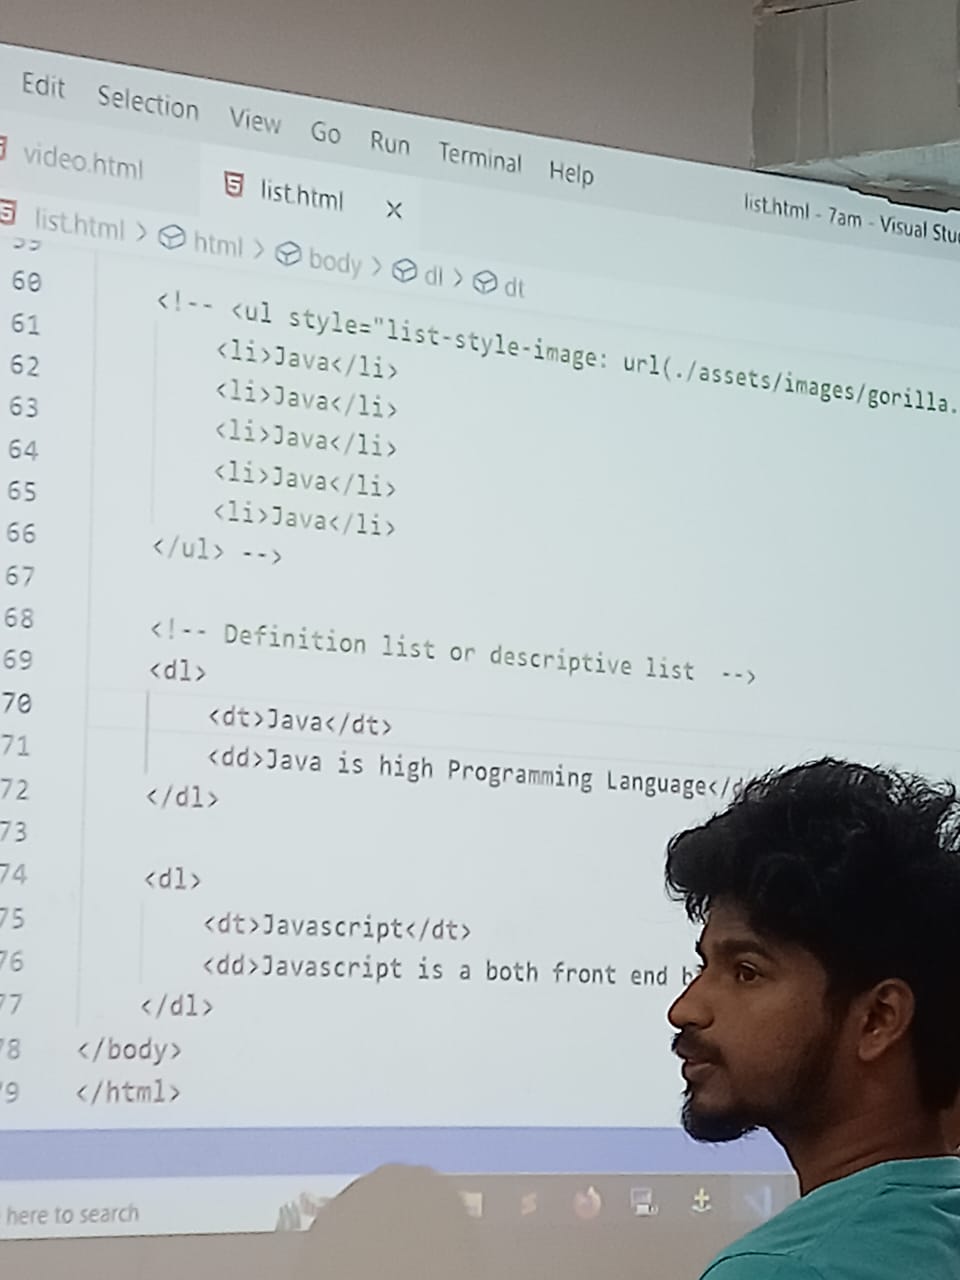 Edit Selection View Go Run Terminal Help
list.html - 7am - Visual
video.html list.html
list.html > html > body > dl > dt
60 <!-- <ul style="list-style-image: url(./assets/images/gorilla.
61 <li>Java</li>
62 <li>Java</li>
63 <li>Java</li>
64 <li>Java</li>
65 <li>Java</li>
66 </ul> -->
67
68 <!-- Definition list or descriptive list -->
69 <dl>
70 <dt>Java</dt>
71 <dd>Java is high Programming Language</
72 </dl>
73
74 <dl>
75 <dt>Javascript</dt>
76 <dd>Javascript is a both front end
77 </dl>
78 </body>
79 </html>
here to search